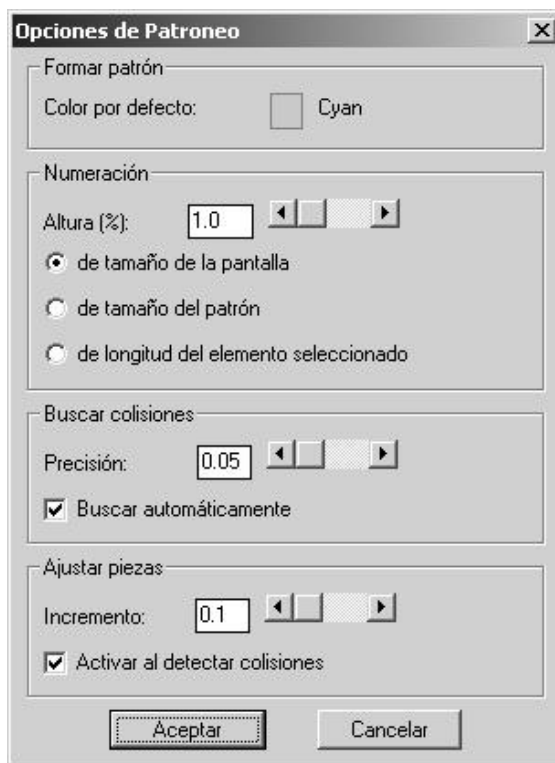 Opciones de Patroneo
Formar patrón
Color por defecto: Cyan
Numeración
Altura (%): 1.0
de tamaño de la pantalla
de tamaño del patrón
de longitud del elemento seleccionado
Buscar colisiones
Precisión: 0.05
Buscar automáticamente
Ajustar piezas
Incremento: 0.1
Activar al detectar colisiones
Aceptar Cancelar